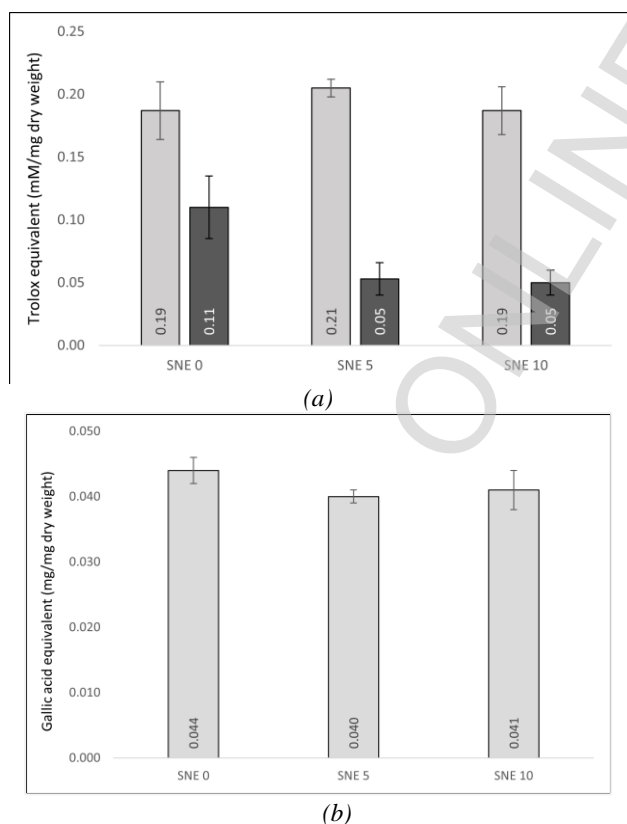 0.25
0.20
0.15
0.10
0.05
0.00
Trolox equivalent (mM/mg dry weight)
0.19
0.11
0.21
0.05
0.19
0.05
SNE 0
SNE 5
SNE 10
(a)
ONLINE
0.050
0.040
0.030
0.020
0.010
0.000
Gallic acid equivalent (mg/mg dry weight)
0.044
0.040
0.041
SNE 0
SNE 5
SNE 10
(b)